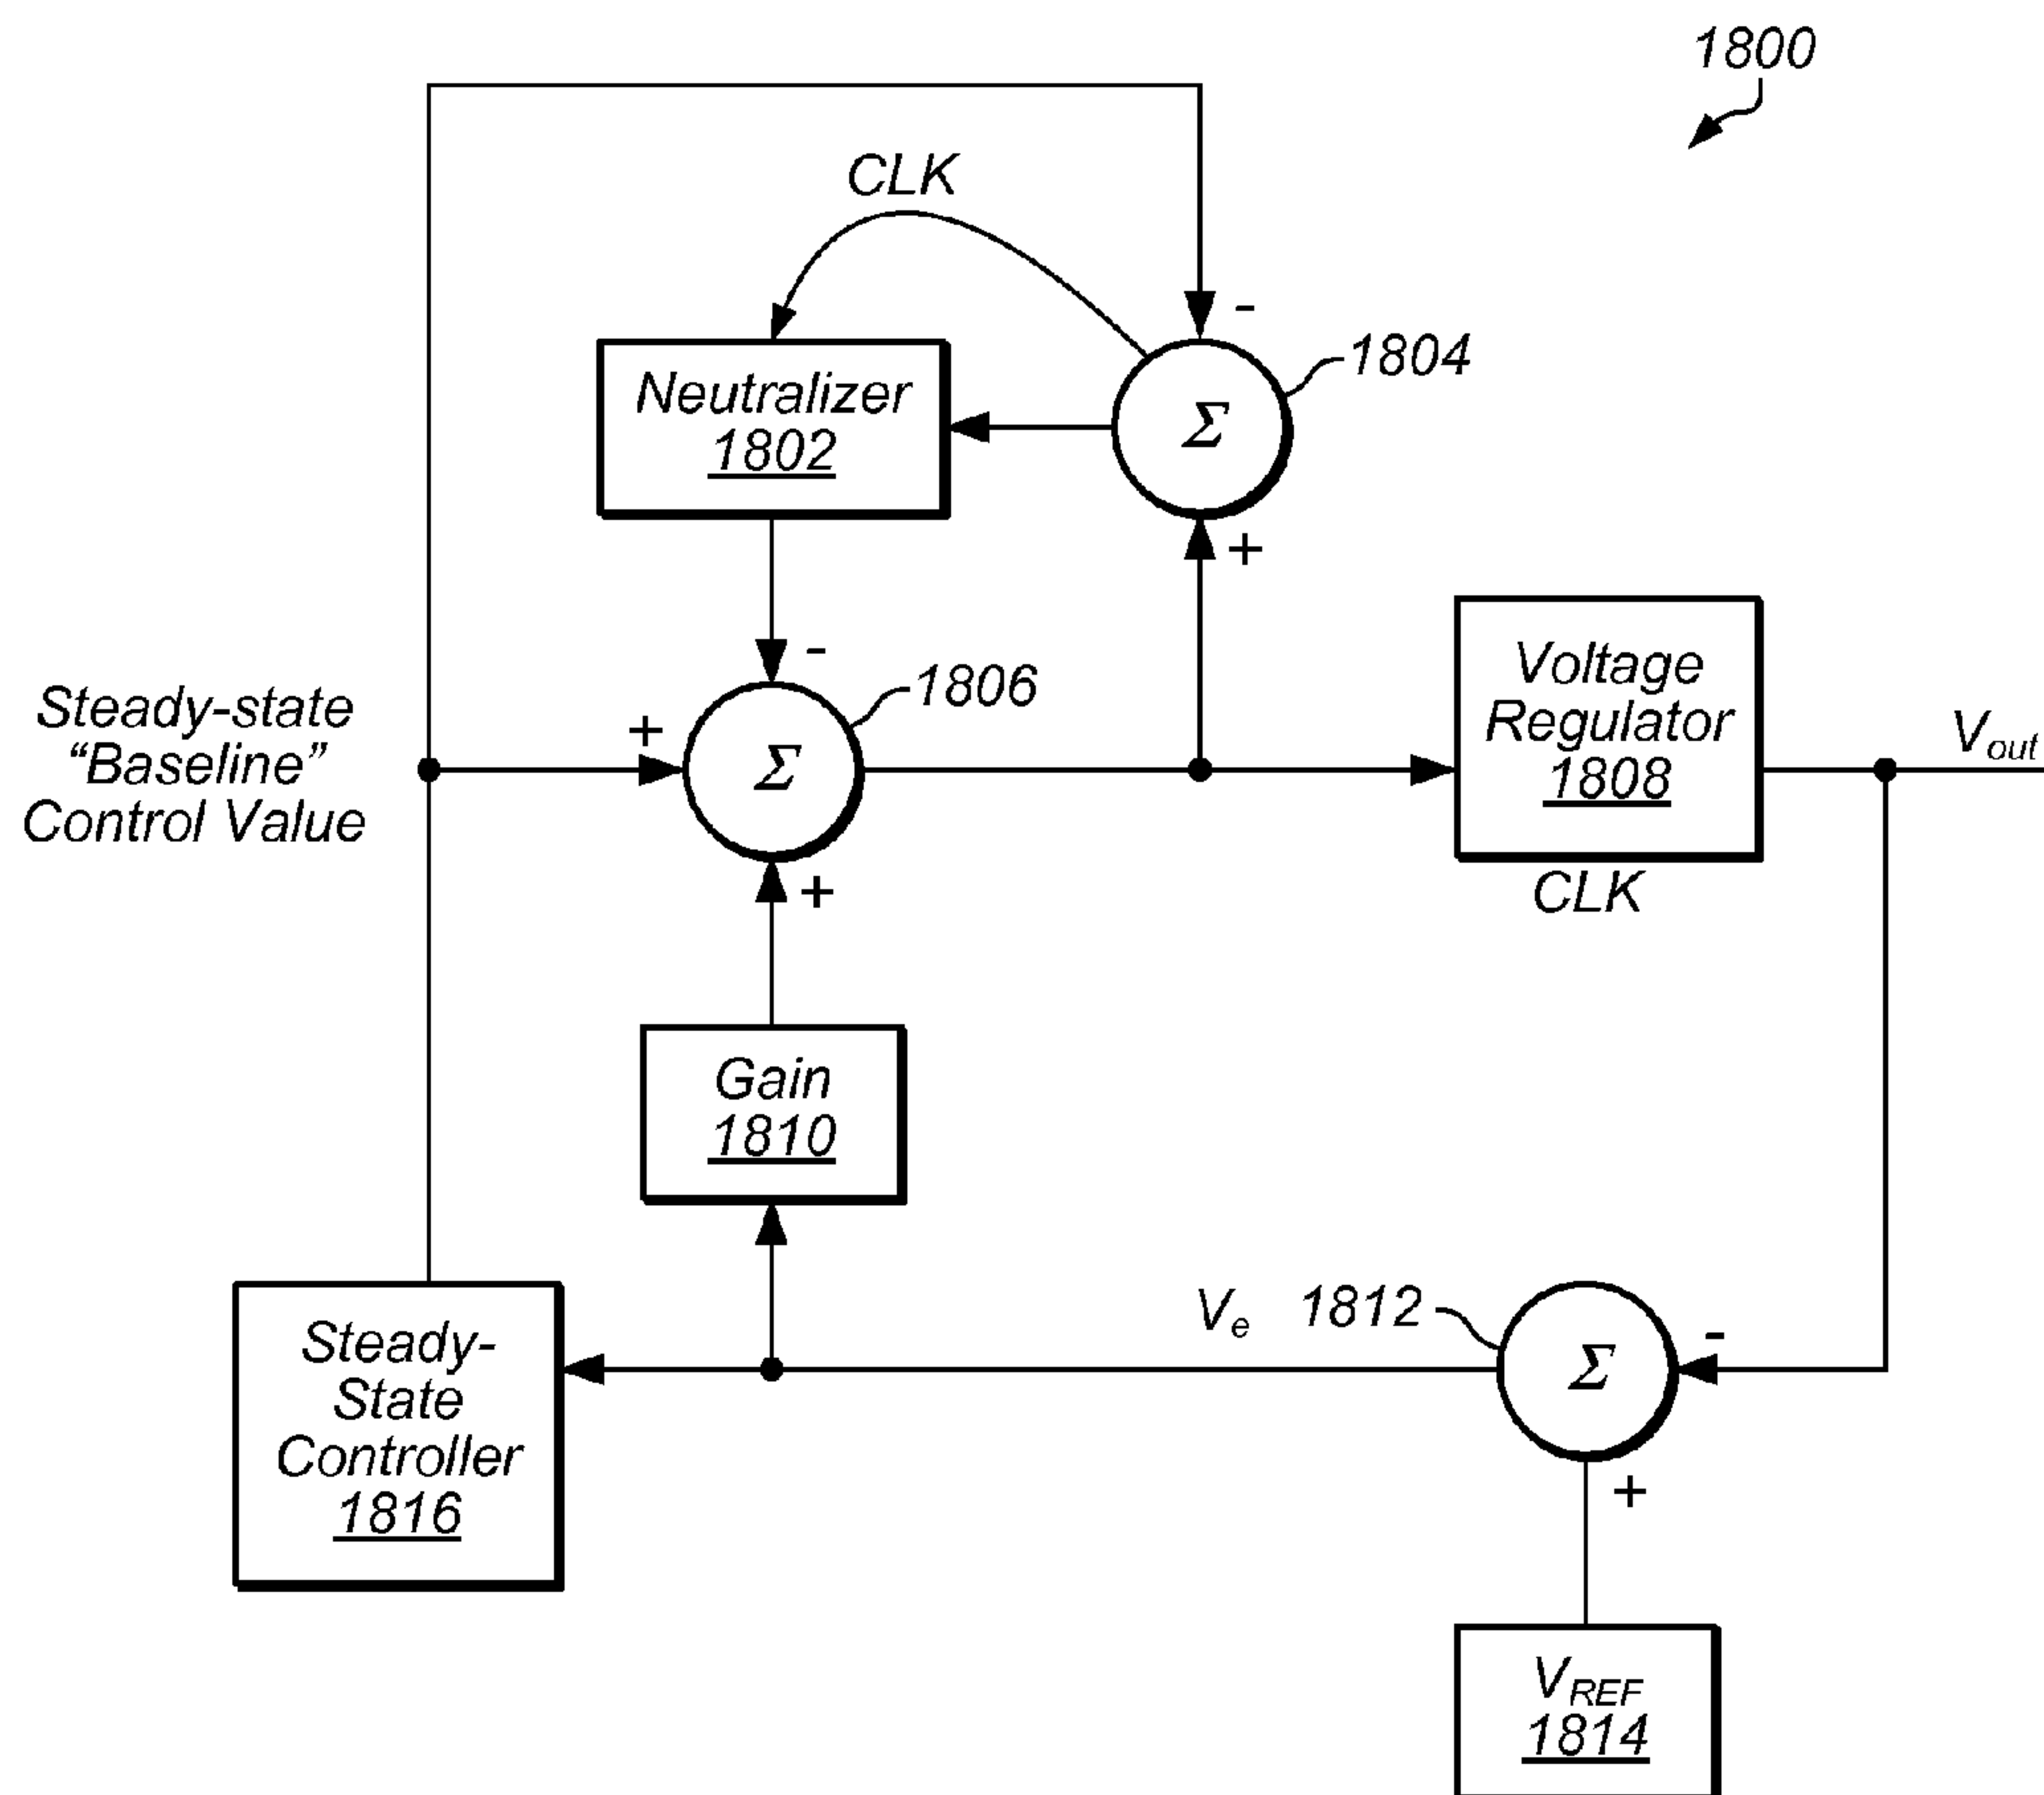 1800
CLK
-
Neutralizer
1802
Σ
1804
+
-
1806
Steady-state
“Baseline”
Control Value
+
Σ
Voltage
Regulator
1808
CLK
Vout
+
Gain
1810
Ve
1812
-
Σ
+
Steady-
State
Controller
1816
VREF
1814